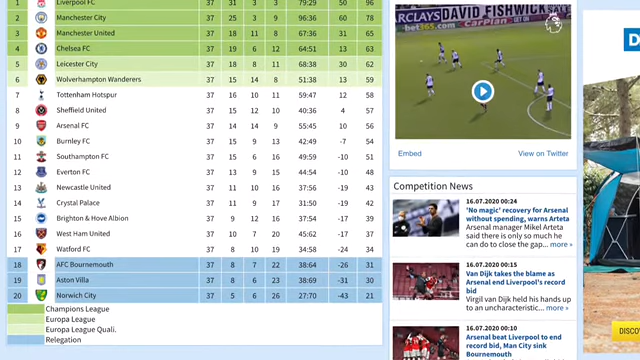 1 Liverpool FC 37 31 3 3 79:29 50 96
2 Manchester City 37 25 3 9 96:36 60 78
3 Manchester United 37 18 11 8 67:36 31 65
4 Chelsea FC 37 19 6 12 64:51 13 63
5 Leicester City 37 18 8 11 68:38 30 62
6 Wolverhampton Wanderers 37 15 14 8 51:38 13 59
7 Tottenham Hotspur 37 16 10 11 59:47 12 58
8 Sheffield United 37 15 12 10 40:36 4 57
9 Arsenal FC 37 14 14 9 55:45 10 56
10 Burnley FC 37 15 9 13 42:49 -7 54
11 Southampton FC 37 15 6 16 49:59 -10 51
12 Everton FC 37 13 9 15 44:54 -10 48
13 Newcastle United 37 11 10 16 37:56 -19 43
14 Crystal Palace 37 11 9 17 30:49 -19 42
15 Brighton & Hove Albion 37 9 12 16 37:54 -17 39
16 West Ham United 37 10 7 20 45:62 -17 37
17 Watford FC 37 8 10 19 34:58 -24 34
18 AFC Bournemouth 37 8 7 22 38:64 -26 31
19 Aston Villa 37 8 6 23 38:69 -31 30
20 Norwich City 37 5 6 26 27:70 -43 21
Champions League
Europa League
Europa League Quali.
Relegation
BARCLAYS DAVID FISHWICK
bet365.com
Embed View on Twitter
Competition News
16.07.2020 00:24
'No magic' recovery for Arsenal
without spending, warns Arteta
Arsenal manager Mikel Arteta
said there is only so much he
can do to close the gap... more »
16.07.2020 00:15
Van Dijk takes the blame as
Arsenal end Liverpool's record
bid
Virgil van Dijk held his hands up
to an uncharacteristic... more »
16.07.2020 00:10
Arsenal beat Liverpool to
end record bid, Man City sink
Bournemouth
D
DISCO